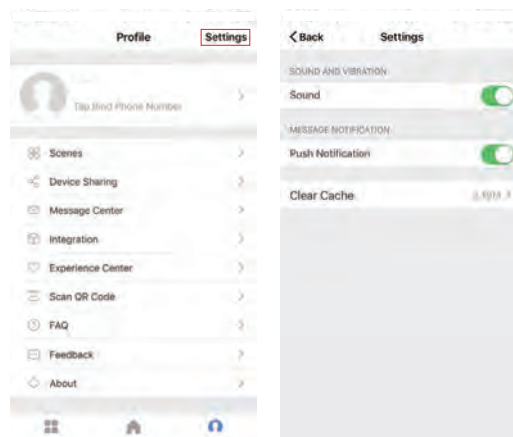 Profile
Settings
Tap Bind Phone Number
Scenes
Device Sharing
Message Center
Integration
Experience Center
Scan QR Code
FAQ
Feedback
About
Back
Settings
SOUND AND VIBRATION
Sound
MESSAGE NOTIFICATION
Push Notification
Clear Cache